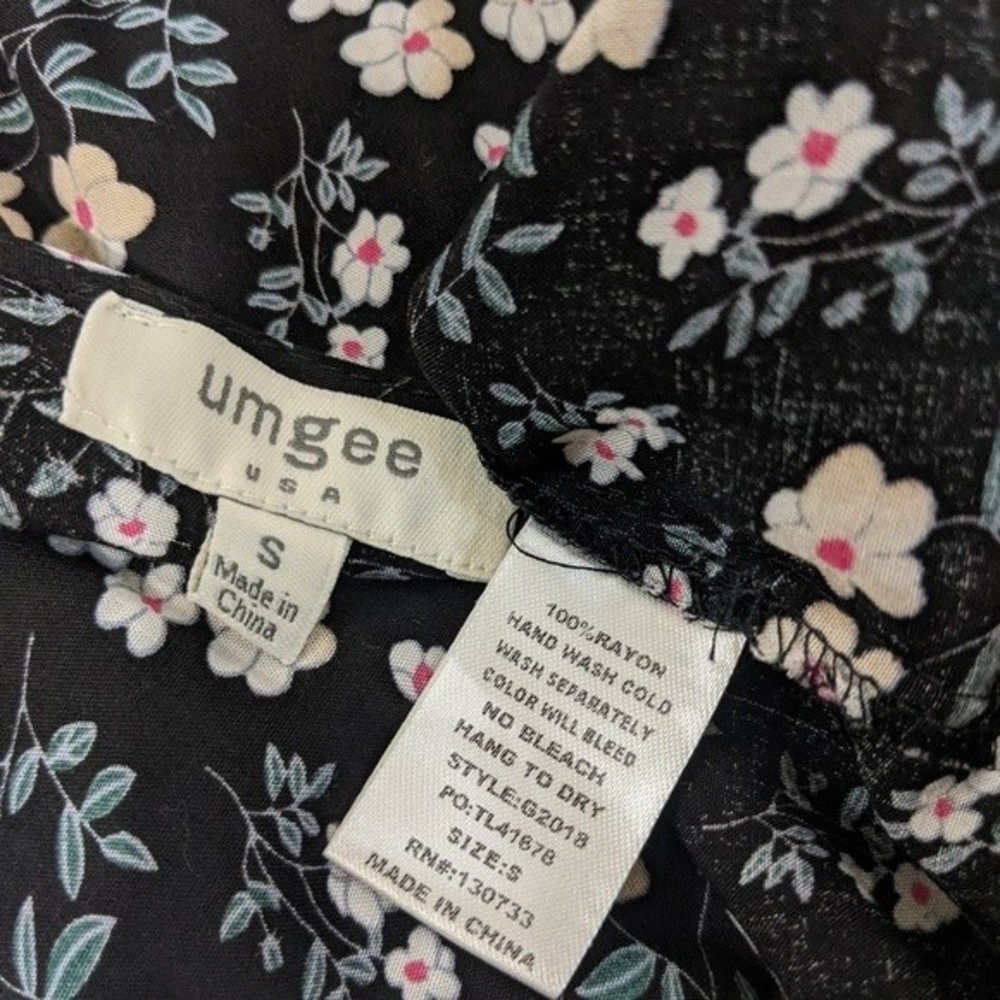 umgee
USA
S
Made in
China
100%RAYON
HAND WASH COLD
WASH SEPARATELY
COLOR WILL BLEED
NO BLEACH
HANG TO DRY
STYLE:G2018
PO:TL41678
SIZE:S
RN#:130733
MADE IN CHINA